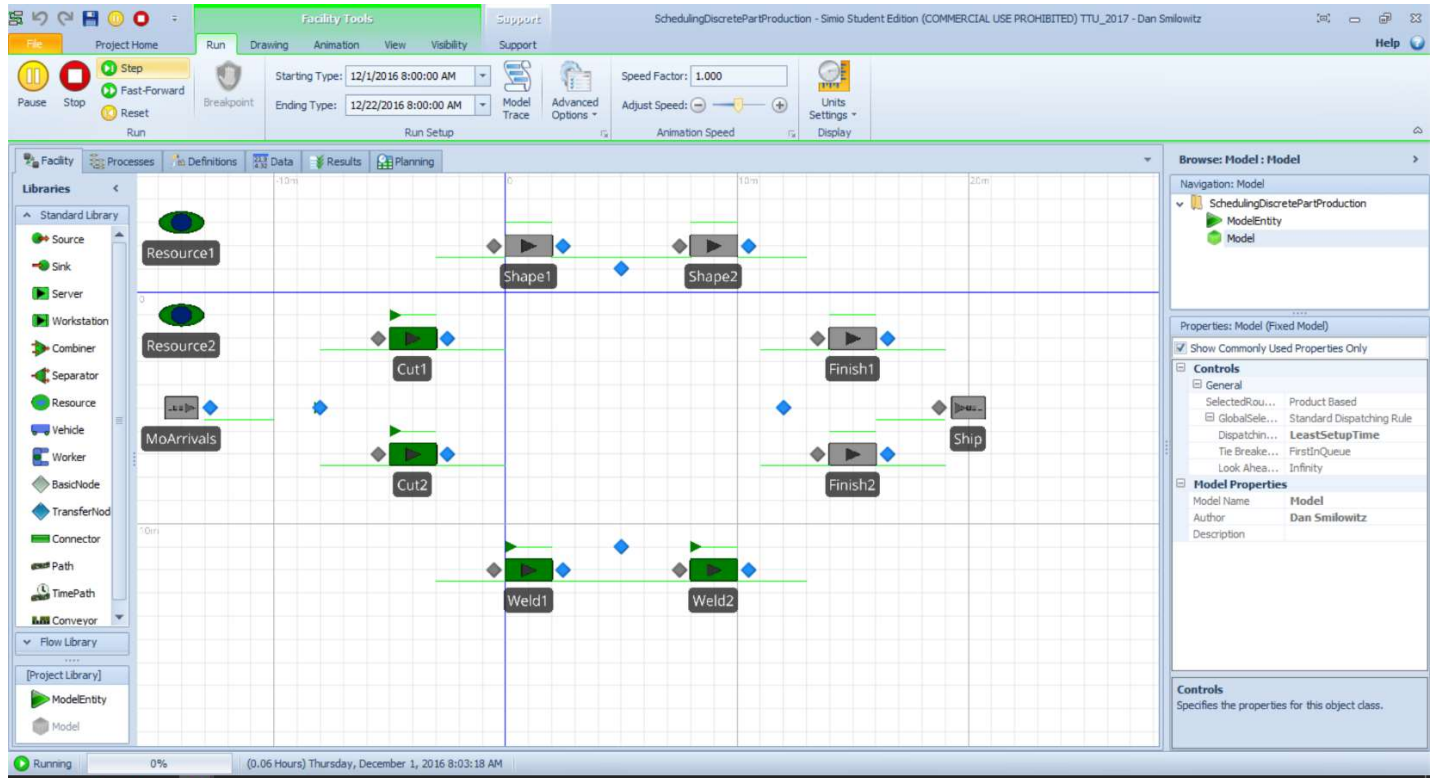 Facility Tools
Support
SchedulingDiscretePartProduction - Simio Student Edition (COMMERCIAL USE PROHIBITED) TTU_2017 - Dan Smilowitz
File
Project Home
Run
Drawing
Animation
View
Visibility
Support
Help
Pause
Stop
Step
Fast-Forward
Reset
Run
Breakpoint
Starting Type: 12/1/2016 8:00:00 AM
Ending Type: 12/22/2016 8:00:00 AM
Run Setup
Model Trace
Advanced Options
Speed Factor: 1.000
Adjust Speed:
Animation Speed
Units Settings
Display
Facility
Processes
Definitions
Data
Results
Planning
Libraries
Standard Library
Source
Sink
Server
Workstation
Combiner
Separator
Resource
Vehicle
Worker
BasicNode
TransferNod
Connector
Path
TimePath
Conveyor
Flow Library
[Project Library]
ModelEntity
Model
-10m
0
10m
20m
0
10m
Resource1
Shape1
Shape2
Resource2
Cut1
Finish1
MoArrivals
Ship
Cut2
Finish2
Weld1
Weld2
Browse: Model : Model
Navigation: Model
SchedulingDiscretePartProduction
ModelEntity
Model
Properties: Model (Fixed Model)
Show Commonly Used Properties Only
Controls
General
SelectedRou... Product Based
GlobalSele... Standard Dispatching Rule
Dispatchin... LeastSetupTime
Tie Breake... FirstInQueue
Look Ahea... Infinity
Model Properties
Model Name Model
Author Dan Smilowitz
Description
Controls
Specifies the properties for this object class.
Running
0%
(0.06 Hours) Thursday, December 1, 2016 8:03:18 AM